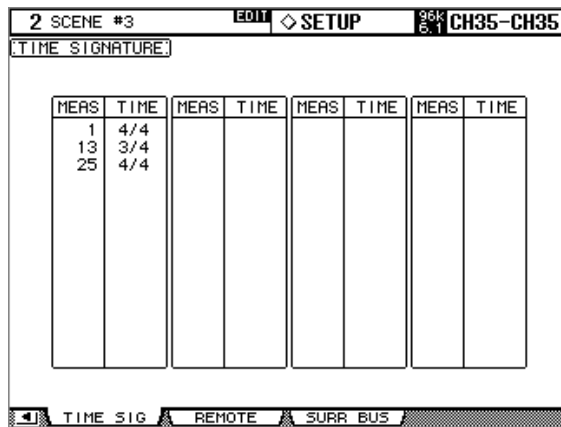 2 SCENE #3 EDIT ◇ SETUP 96k 6.1 CH35-CH35
TIME SIGNATURE
MEAS TIME MEAS TIME MEAS TIME MEAS TIME
1 4/4
13 3/4
25 4/4
TIME SIG REMOTE SURR BUS